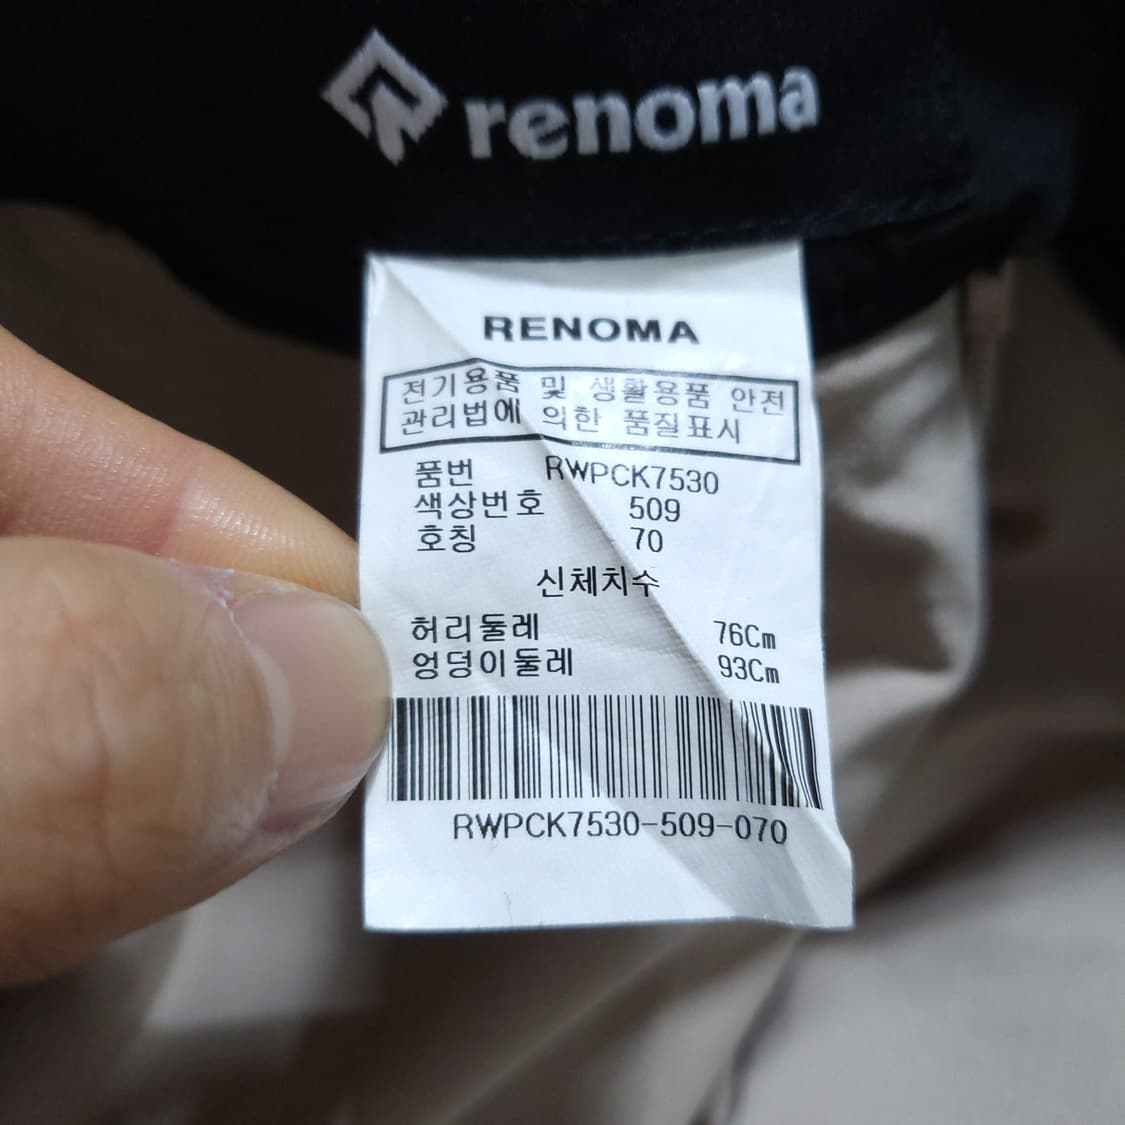 renoma
RENOMA
전기용품 및 생활용품 안전
관리법에 의한 품질표시
품번 RWPCK7530
색상번호 509
호칭 70
신체치수
허리둘레 76Cm
엉덩이둘레 93Cm
RWPCK7530-509-070